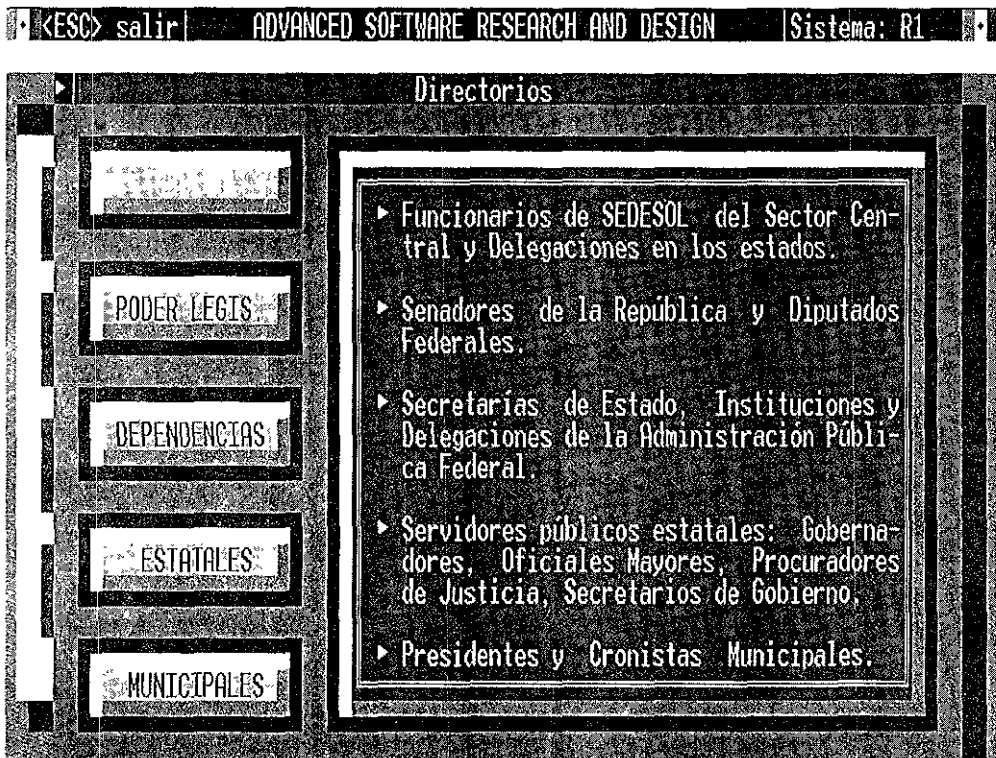 <ESC> salir
ADVANCED SOFTWARE RESEARCH AND DESIGN
Sistema: R1
Directorios
PODER LEGIS.
DEPENDENCIAS
ESTATALES
MUNICIPALES
Funcionarios de SEDESOL del Sector Cen-
tral y Delegaciones en los estados.
Senadores de la República y Diputados
Federales.
Secretarías de Estado, Instituciones y
Delegaciones de la Administración Públi-
ca Federal.
Servidores públicos estatales: Goberna-
dores, Oficiales Mayores, Procuradores
de Justicia, Secretarios de Gobierno.
Presidentes y Cronistas Municipales.